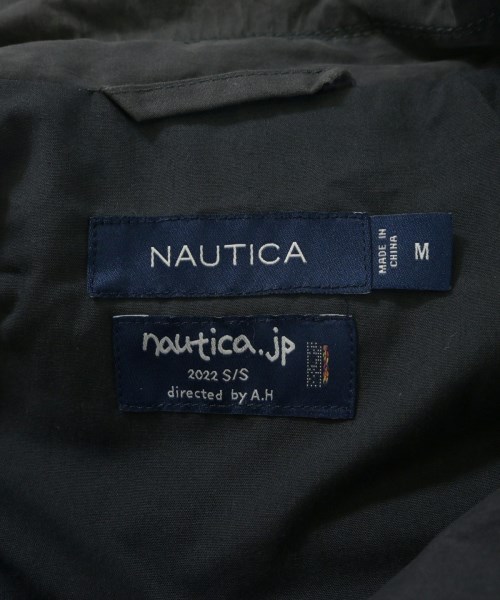 NAUTICA
MADE IN
CHINA
M
nautica.jp
2022 S/S
directed by A.H